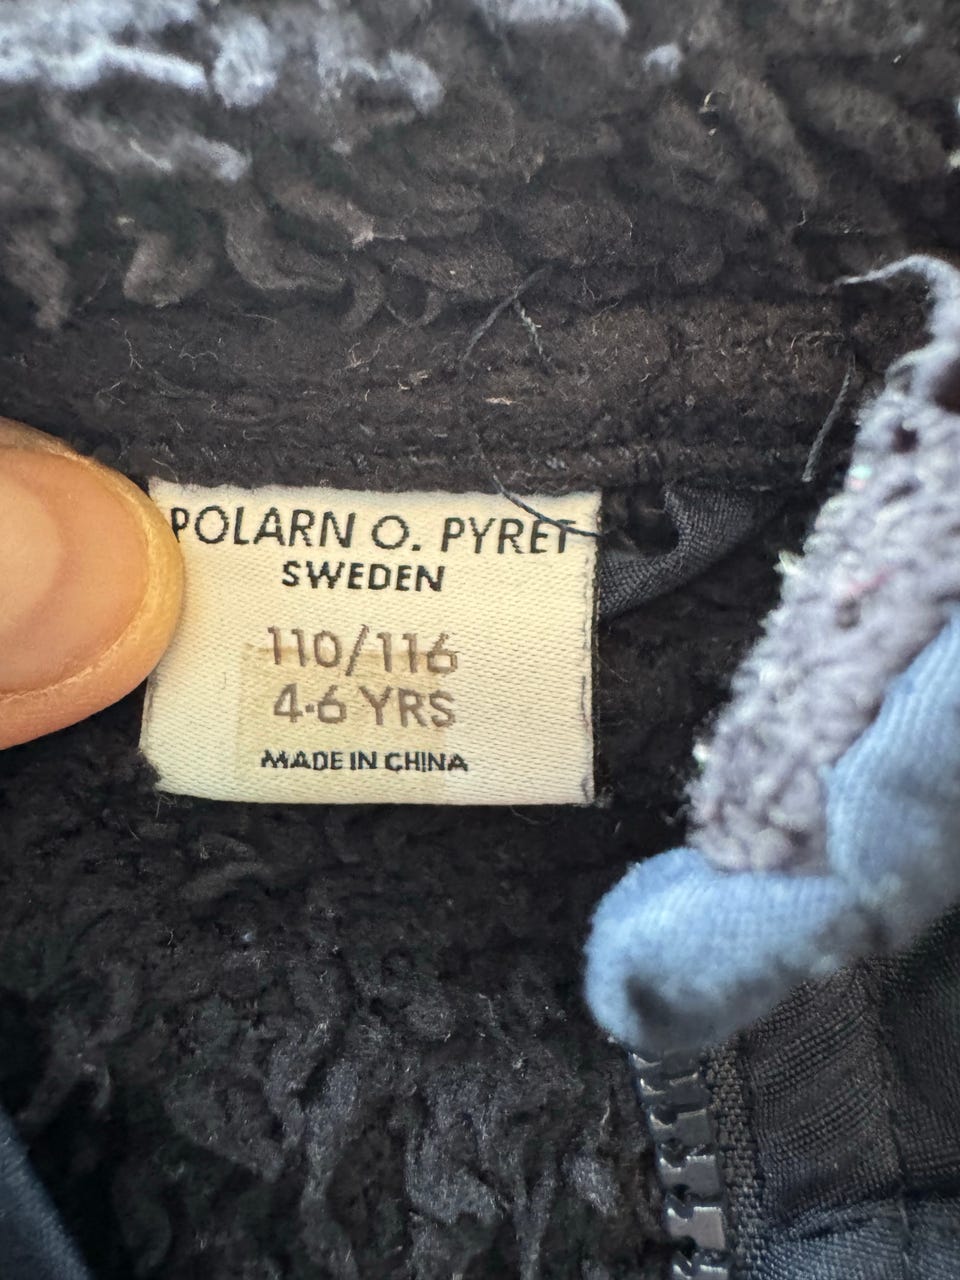 POLARN O. PYRET
SWEDEN
110/116
4-6 YRS
MADE IN CHINA